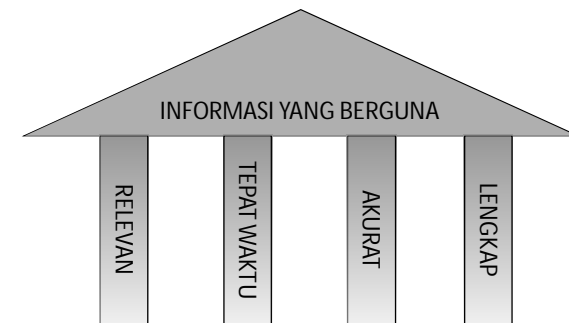 INFORMASI YANG BERGUNA
RELEVAN
TEPAT WAKTU
AKURAT
LENGKAP